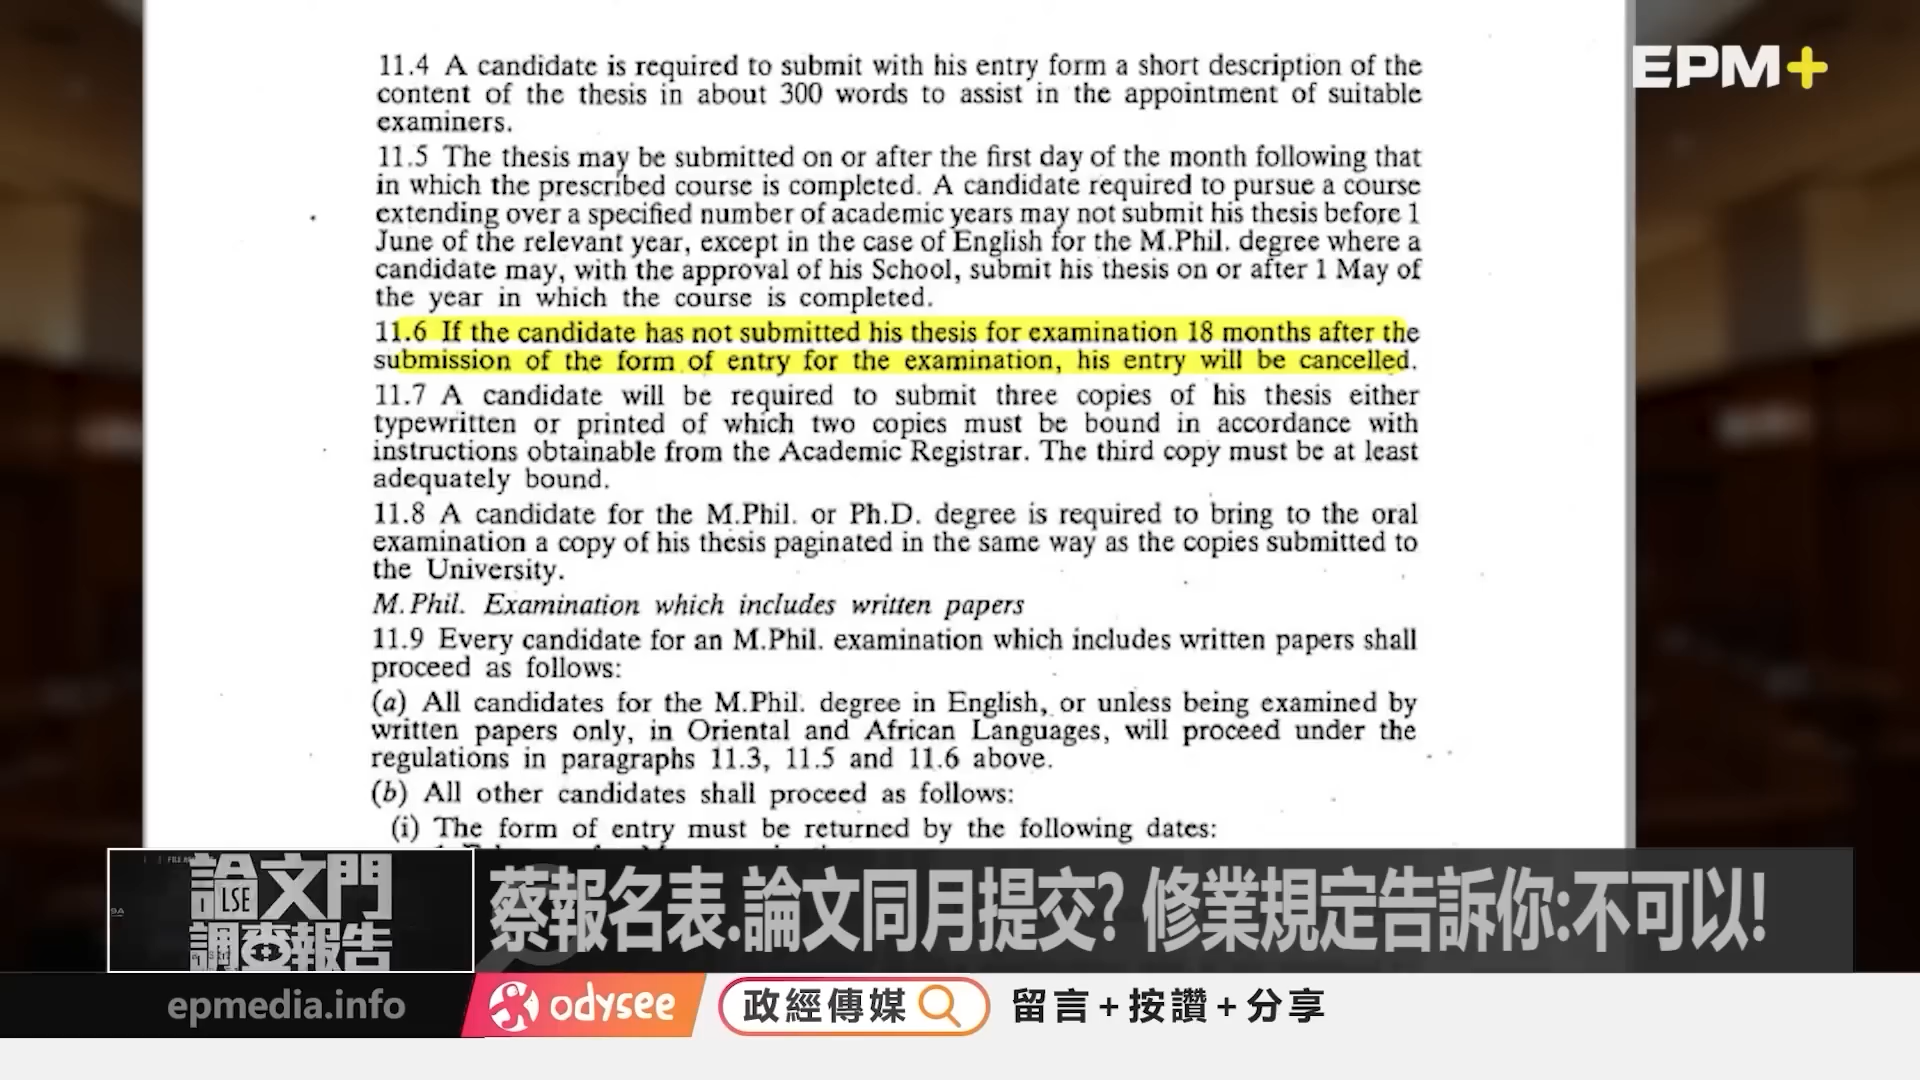 11.4 A candidate is required to submit with his entry form a short description of the
content of the thesis in about 300 words to assist in the appointment of suitable
examiners.
11.5 The thesis may be submitted on or after the first day of the month following that
in which the prescribed course is completed. A candidate required to pursue a course
extending over a specified number of academic years may not submit his thesis before 1
June of the relevant year, except in the case of English for the M.Phil. degree where a
candidate may, with the approval of his School, submit his thesis on or after 1 May of
the year in which the course is completed.
11.6 If the candidate has not submitted his thesis for examination 18 months after the
submission of the form of entry for the examination, his entry will be cancelled.
11.7 A candidate will be required to submit three copies of his thesis either
typewritten or printed of which two copies must be bound in accordance with
instructions obtainable from the Academic Registrar. The third copy must be at least
adequately bound.
11.8 A candidate for the M.Phil. or Ph.D. degree is required to bring to the oral
examination a copy of his thesis paginated in the same way as the copies submitted to
the University.
M.Phil. Examination which includes written papers
11.9 Every candidate for an M.Phil. examination which includes written papers shall
proceed as follows:
(a) All candidates for the M.Phil. degree in English, or unless being examined by
written papers only, in Oriental and African Languages, will proceed under the
regulations in paragraphs 11.3, 11.5 and 11.6 above.
(b) All other candidates shall proceed as follows:
(i) The form of entry must be returned by the following dates:
EPM+
論文門
LSE
調查報告
蔡報名表.論文同月提交? 修業規定告訴你:不可以!
epmedia.info
odysee
政經傳媒
留言+按讚+分享